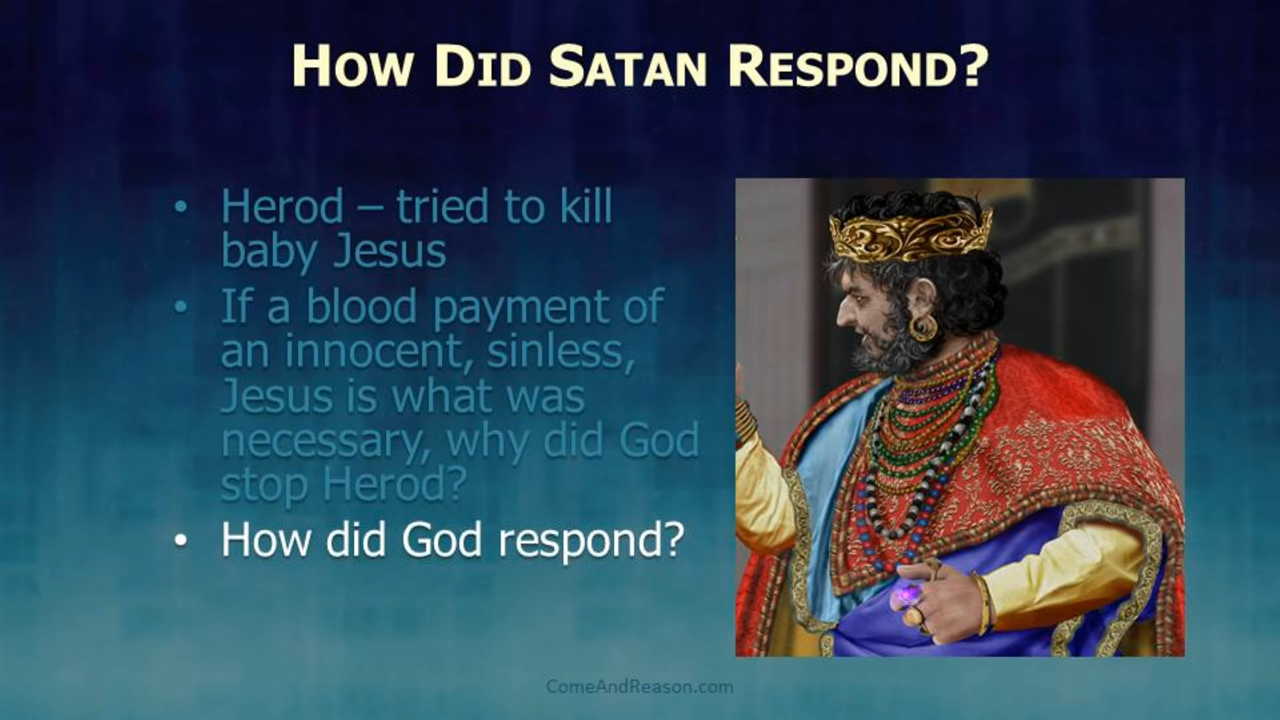 How Did Satan Respond?
• Herod – tried to kill
baby Jesus
• If a blood payment of
an innocent, sinless,
Jesus is what was
necessary, why did God
stop Herod?
• How did God respond?
ComeAndReason.com